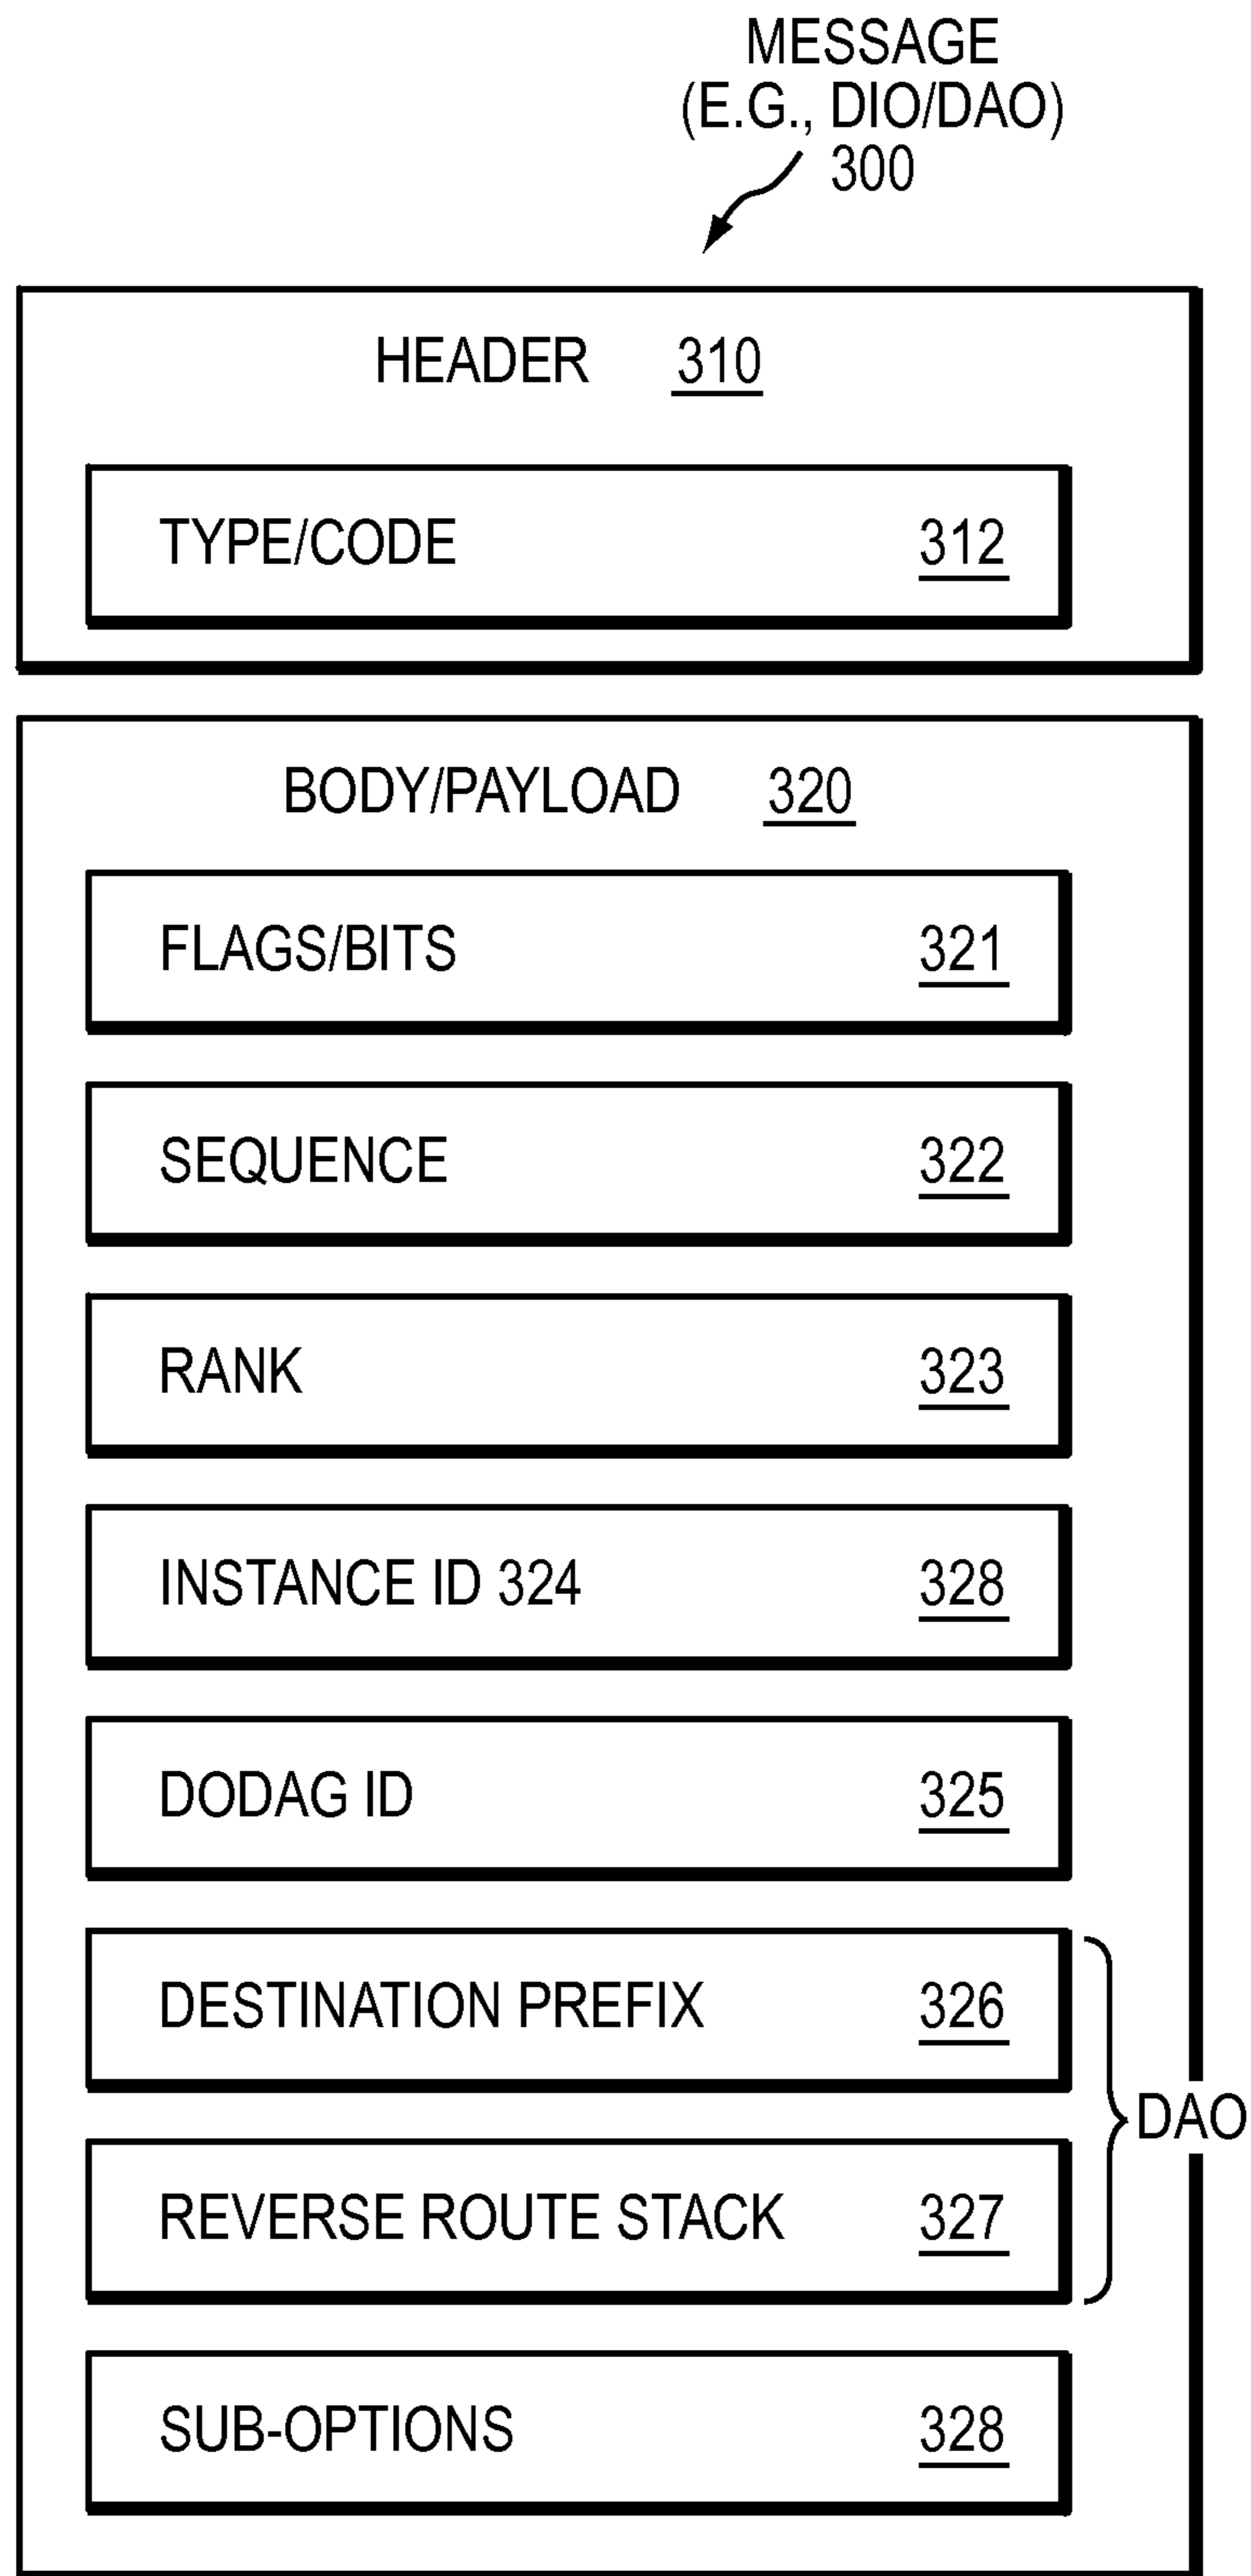 MESSAGE
(E.G., DIO/DAO)
300
HEADER 310
TYPE/CODE 312
BODY/PAYLOAD 320
FLAGS/BITS 321
SEQUENCE 322
RANK 323
INSTANCE ID 324 328
DODAG ID 325
DESTINATION PREFIX 326
DAO
REVERSE ROUTE STACK 327
SUB-OPTIONS 328